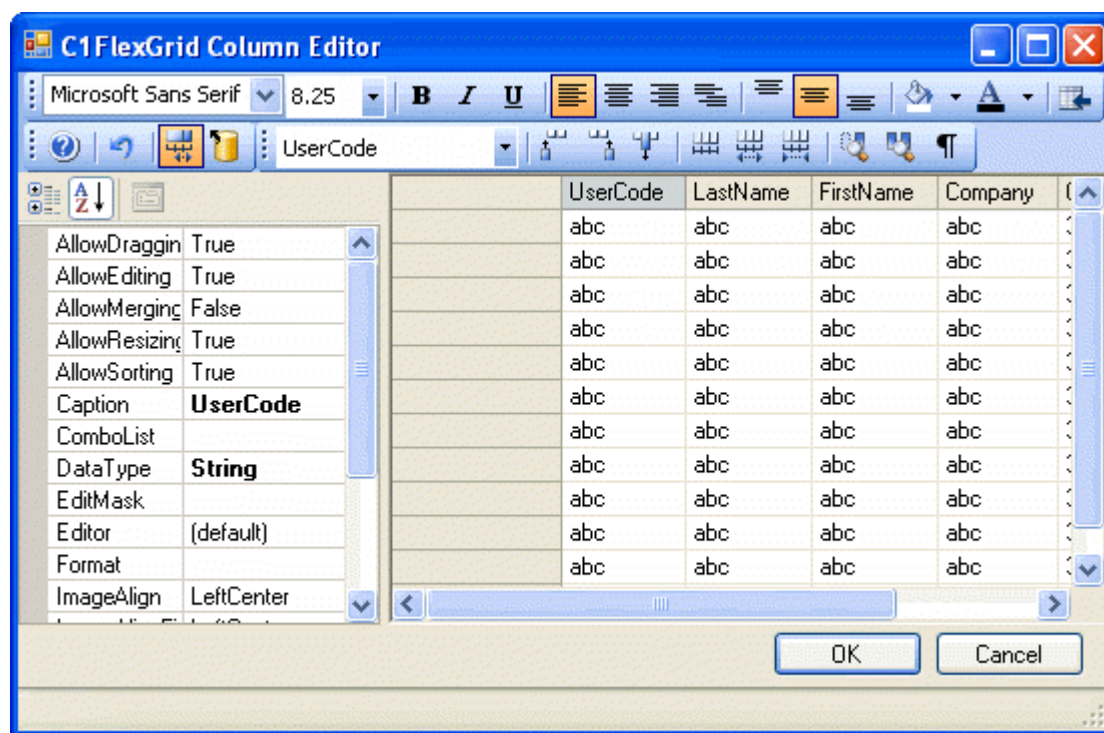 C1FlexGrid Column Editor
Microsoft Sans Serif 8.25 B I U A
UserCode
A Z
UserCode LastName FirstName Company
AllowDraggin True
AllowEditing True
AllowMerging False
AllowResizing True
AllowSorting True
Caption UserCode
ComboList
DataType String
EditMask
Editor (default)
Format
ImageAlign LeftCenter
abc abc abc abc
abc abc abc abc
abc abc abc abc
abc abc abc abc
abc abc abc abc
abc abc abc abc
abc abc abc abc
abc abc abc abc
abc abc abc abc
abc abc abc abc
abc abc abc abc
OK Cancel